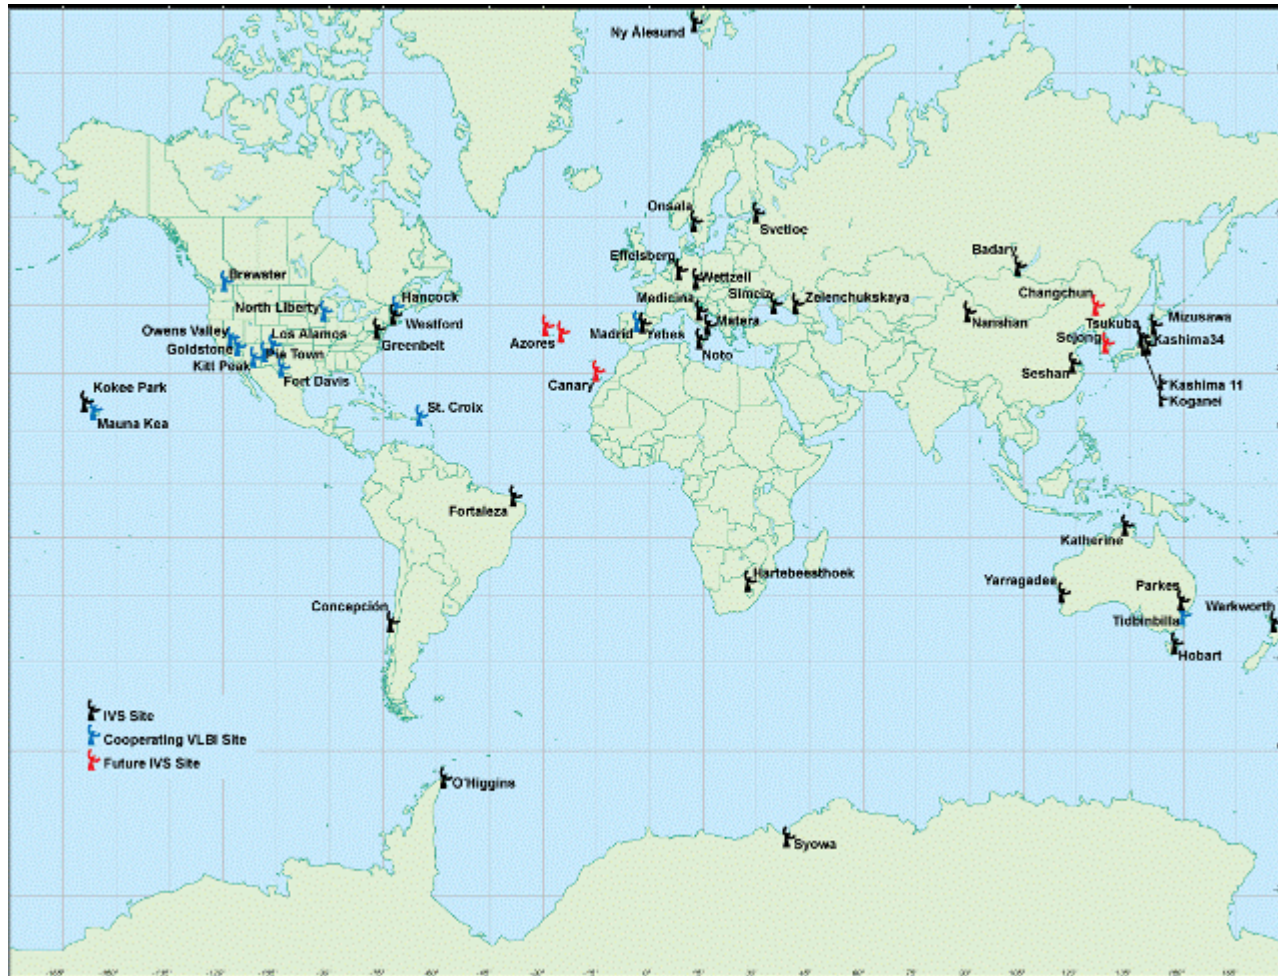 Ny Ålesund
Onsala
Svetloe
Badary
Effelsberg
Wettzell
Brewster
Hancock
Medicina
Simeiz
Zelenchukskaya
Changchun
North Liberty
Westford
Nanshan
Tsukuba
Mizusawa
Owens Valley
Los Alamos
Greenbelt
Azores
Madrid
Yebes
Matera
Sejong
Kashima34
Goldstone
Pie Town
Noto
Kitt Peak
Fort Davis
Canary
Seshan
Kokee Park
Kashima 11
Koganei
Mauna Kea
St. Croix
Fortaleza
Katherine
Hartebeesthoek
Yarragadee
Parkes
Warkworth
Concepción
Tidbinbilla
Hobart
IVS Site
Cooperating VLBI Site
Future IVS Site
O'Higgins
Syowa